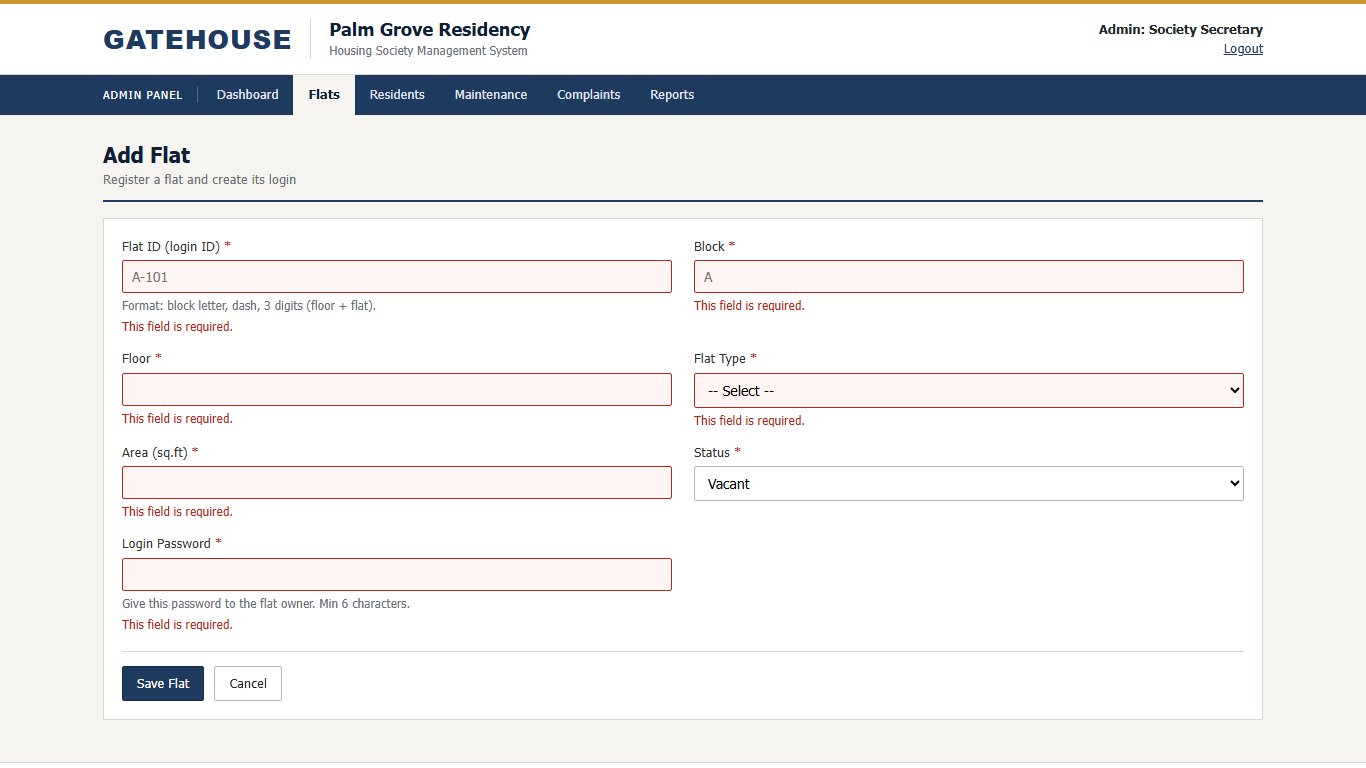 GATEHOUSE
Palm Grove Residency
Housing Society Management System
Admin: Society Secretary
Logout
ADMIN PANEL
Dashboard
Flats
Residents
Maintenance
Complaints
Reports
Add Flat
Register a flat and create its login
Flat ID (login ID) *
A-101
Format: block letter, dash, 3 digits (floor + flat).
This field is required.
Block *
A
This field is required.
Floor *
This field is required.
Flat Type *
-- Select --
This field is required.
Area (sq.ft) *
This field is required.
Status *
Vacant
Login Password *
Give this password to the flat owner. Min 6 characters.
This field is required.
Save Flat
Cancel